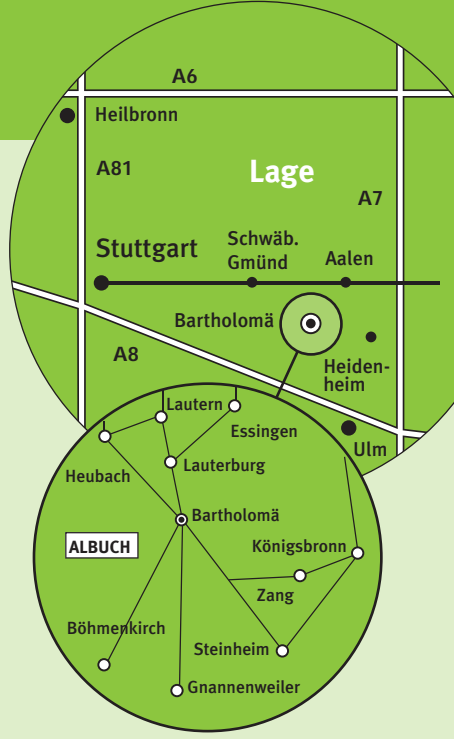 A6
Heilbronn
A81
Lage
A7
Stuttgart
Schwäb.
Gmünd
Aalen
Bartholomä
A8
Heiden-
heim
Ulm
Lautern
Essingen
Heubach
Lauterburg
Bartholomä
ALBUCH
Königsbronn
Zang
Böhmenkirch
Steinheim
Gnannenweiler